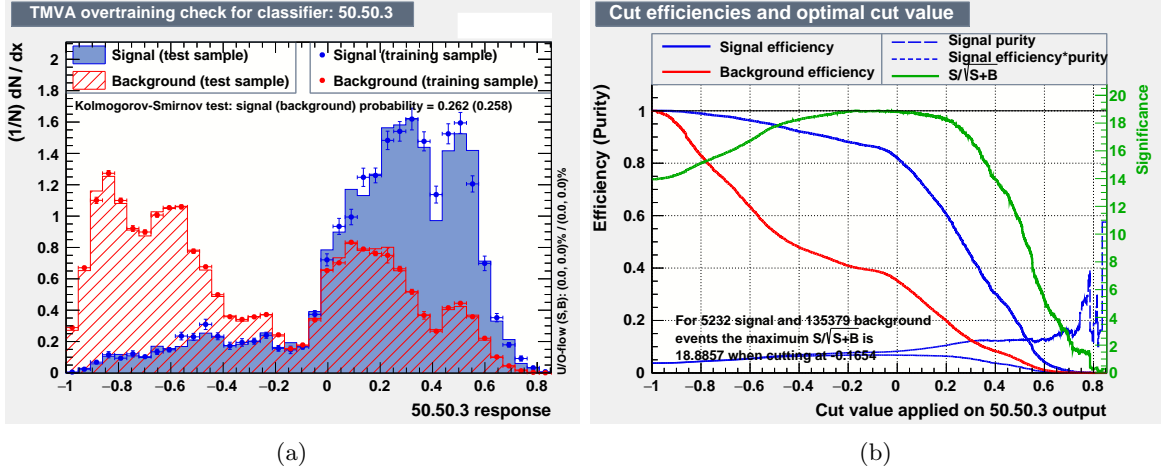 TMVA overtraining check for classifier: 50.50.3
Signal (test sample)
Background (test sample)
Signal (training sample)
Background (training sample)
Kolmogorov-Smirnov test: signal (background) probability = 0.262 (0.258)
(1/N) dN / dx
2
1.8
1.6
1.4
1.2
1
0.8
0.6
0.4
0.2
0
−1 −0.8 −0.6 −0.4 −0.2 0 0.2 0.4 0.6 0.8
50.50.3 response
U/O-flow (S,B): (0.0, 0.0)% / (0.0, 0.0)%
(a)
Cut efficiencies and optimal cut value
Signal efficiency
Background efficiency
Signal purity
Signal efficiency*purity
S/√S+B
Efficiency (Purity)
1
0.8
0.6
0.4
0.2
0
20
18
16
14
12
10
8
6
4
2
0
Significance
For 5232 signal and 135379 background
events the maximum S/√S+B is
18.8857 when cutting at -0.1654
−1 −0.8 −0.6 −0.4 −0.2 0 0.2 0.4 0.6 0.8
Cut value applied on 50.50.3 output
(b)